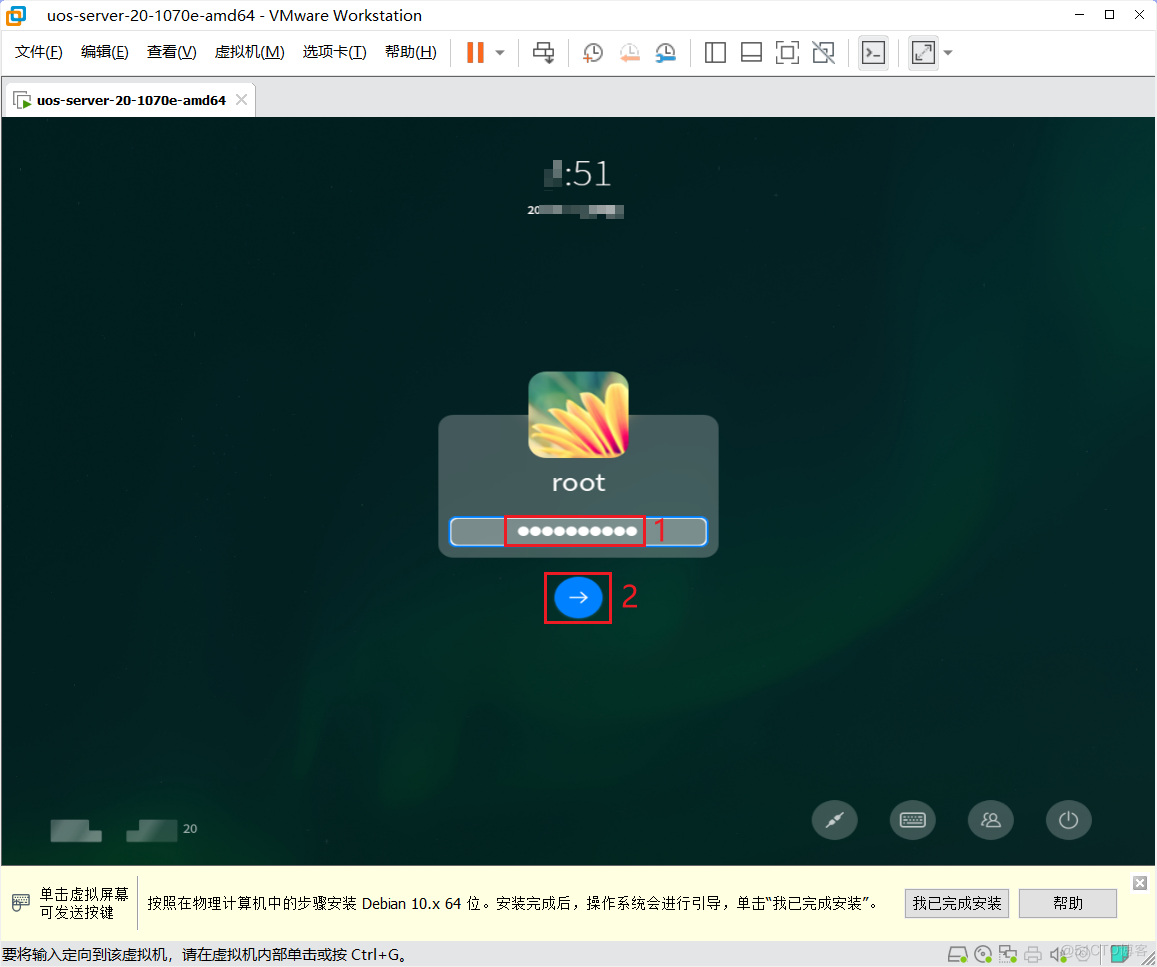 uos-server-20-1070e-amd64 - VMware Workstation
文件(F) 编辑(E) 查看(V) 虚拟机(M) 选项卡(T) 帮助(H)
uos-server-20-1070e-amd64
:51
20
root
1
2
20
单击虚拟屏幕
可发送按键
按照在物理计算机中的步骤安装 Debian 10.x 64 位。安装完成后，操作系统会进行引导，单击“我已完成安装”。
我已完成安装
帮助
要将输入定向到该虚拟机，请在虚拟机内部单击或按 Ctrl+G。
@51CTO博客